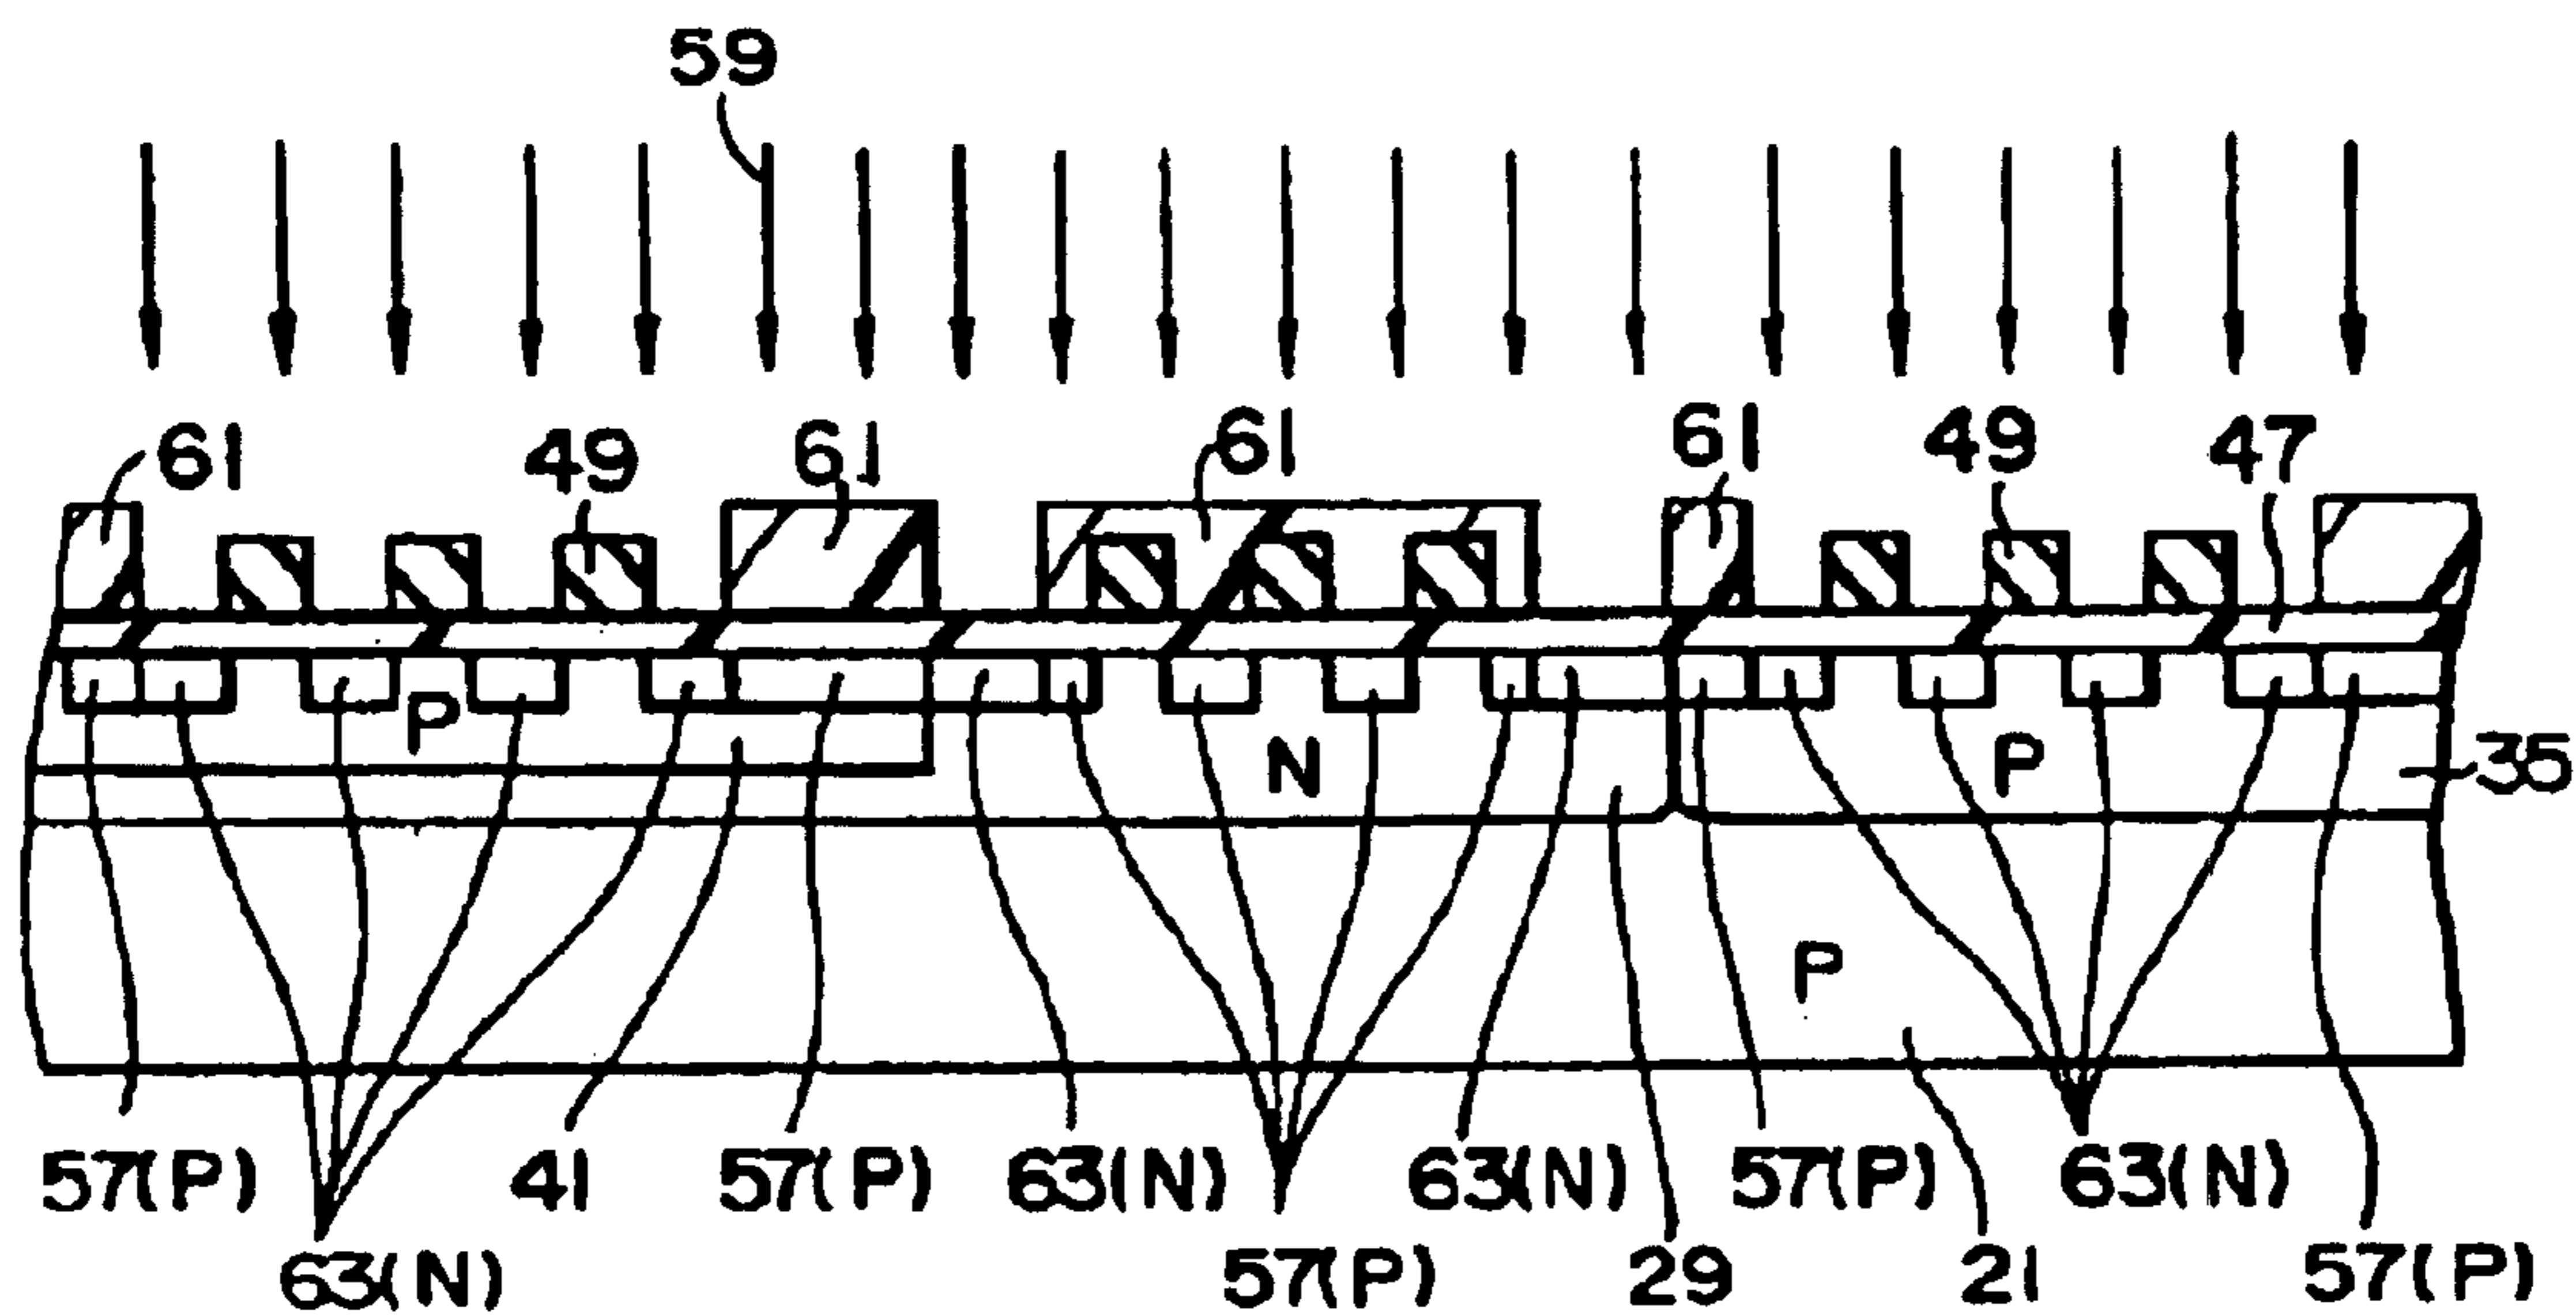 59
61 49 61 61 61 49 47
P N P 35
P
57(P) 41 57(P) 63(N) 63(N) 57(P) 63(N)
63(N) 57(P) 29 21 57(P)